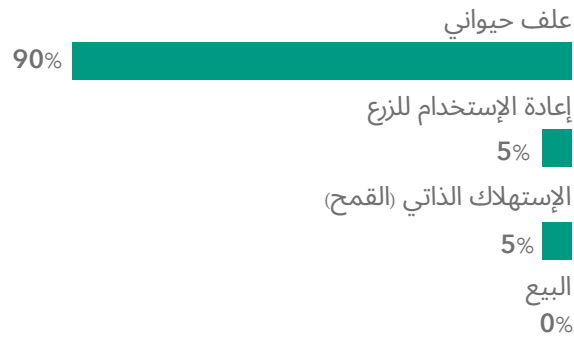 علف حيواني
90%
إعادة الإستخدام للزرع
5%
الإستهلاك الذاتي (القمح)
5%
البيع
0%